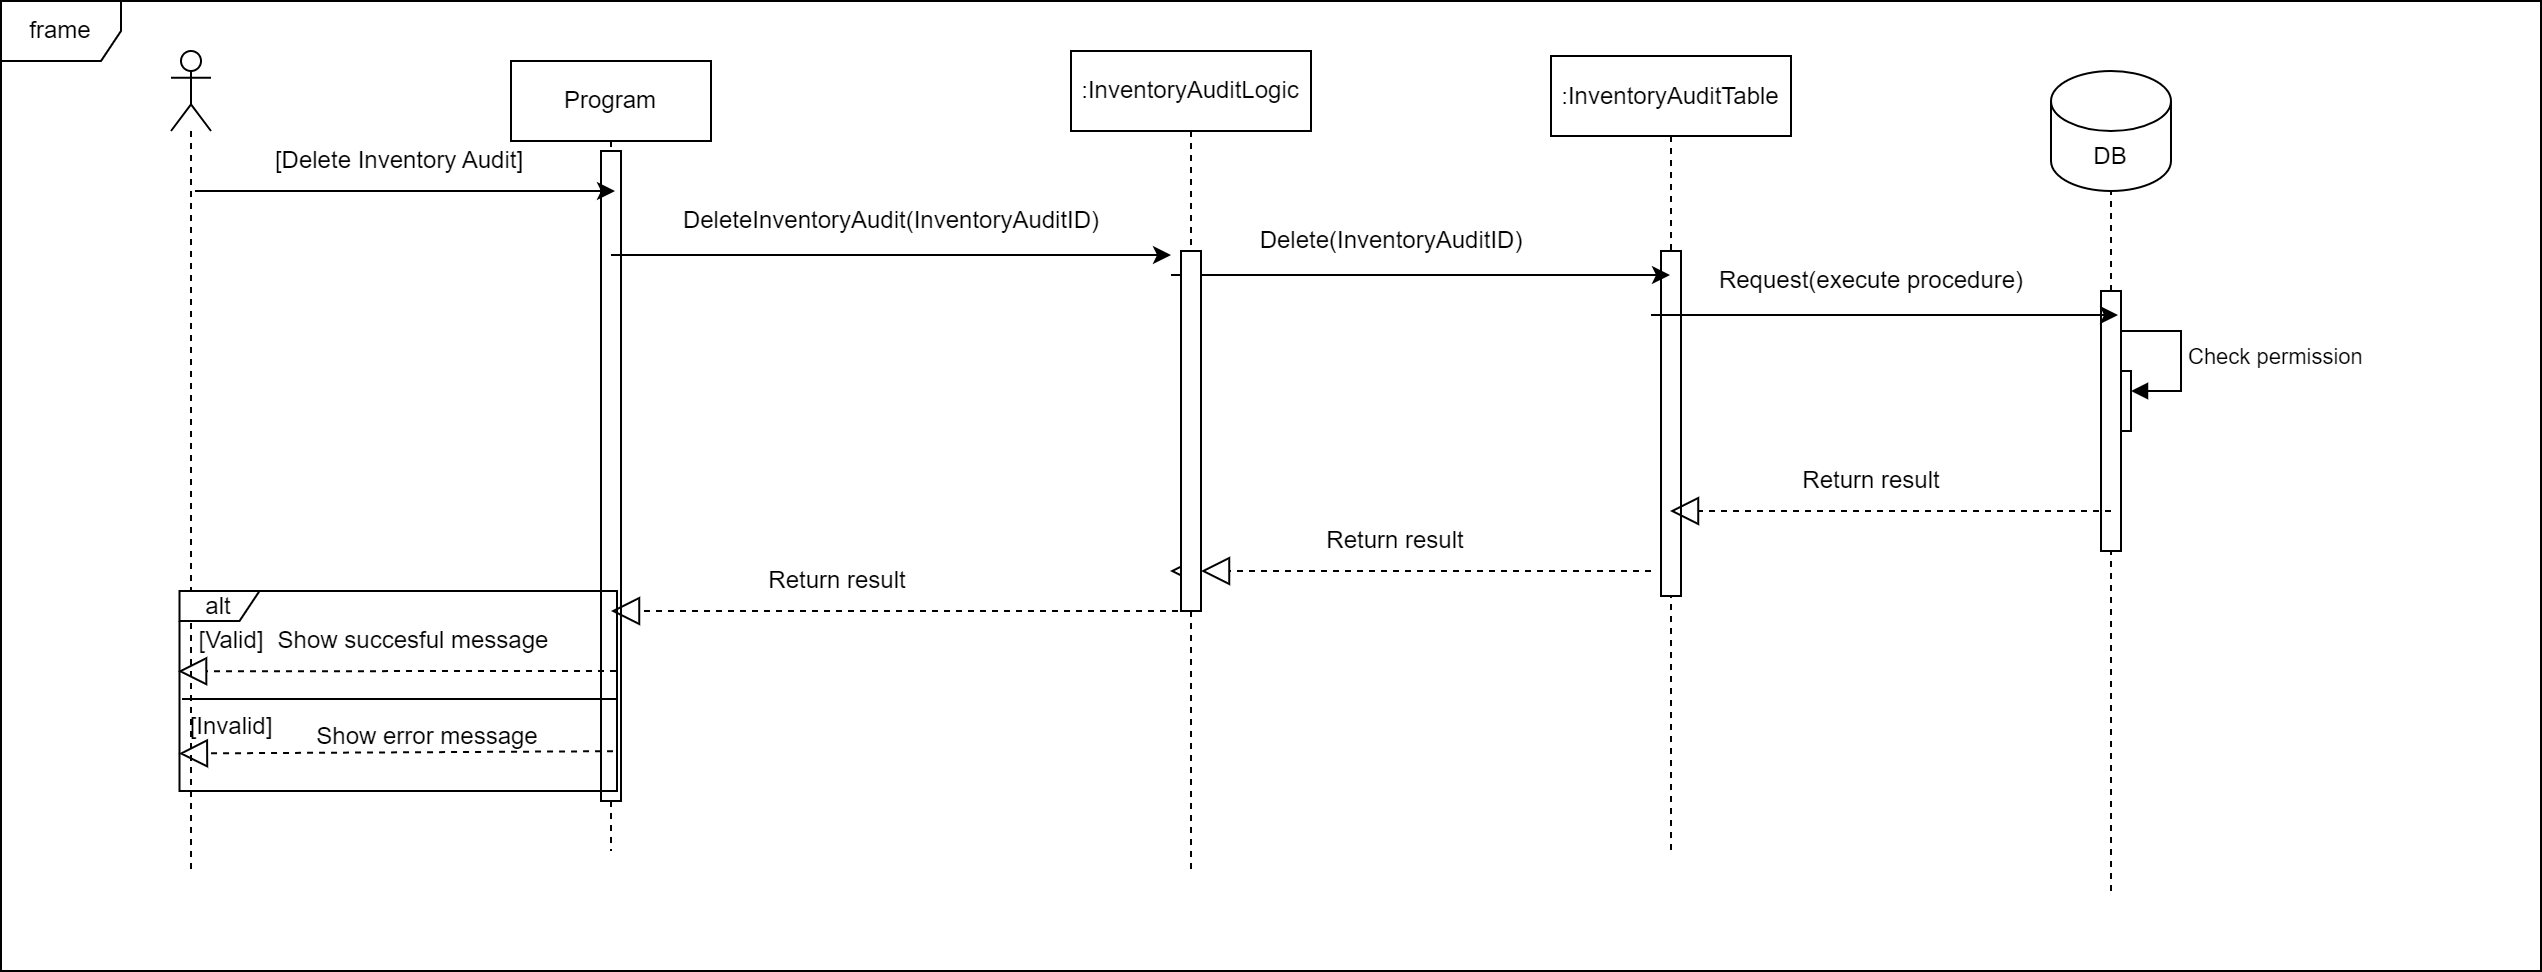 frame
Program
:InventoryAuditLogic
:InventoryAuditTable
DB
[Delete Inventory Audit]
DeleteInventoryAudit(InventoryAuditID)
Delete(InventoryAuditID)
Request(execute procedure)
Check permission
Return result
Return result
Return result
alt
[Valid] Show succesful message
[Invalid]
Show error message